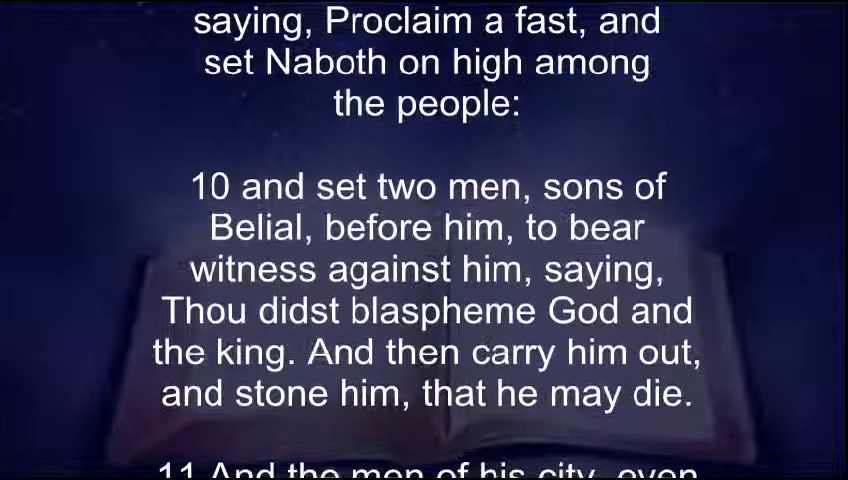 saying, Proclaim a fast, and
set Naboth on high among
the people:
10 and set two men, sons of
Belial, before him, to bear
witness against him, saying,
Thou didst blaspheme God and
the king. And then carry him out,
and stone him, that he may die.
11 And the men of his city, even